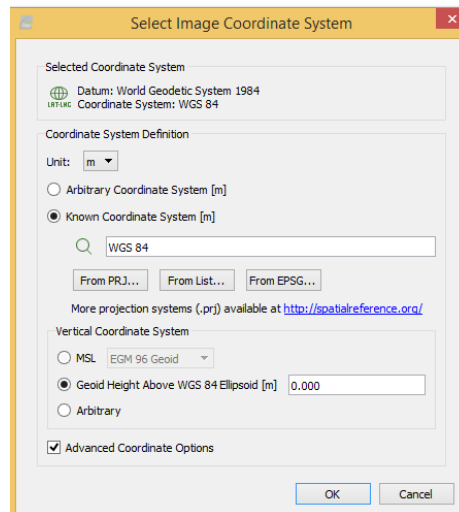 Select Image Coordinate System
Selected Coordinate System
Datum: World Geodetic System 1984
LAT-LNG Coordinate System: WGS 84
Coordinate System Definition
Unit: m
Arbitrary Coordinate System [m]
Known Coordinate System [m]
WGS 84
From PRJ... From List... From EPSG...
More projection systems (.prj) available at http://spatialreference.org/
Vertical Coordinate System
MSL EGM 96 Geoid
Geoid Height Above WGS 84 Ellipsoid [m] 0.000
Arbitrary
Advanced Coordinate Options
OK Cancel